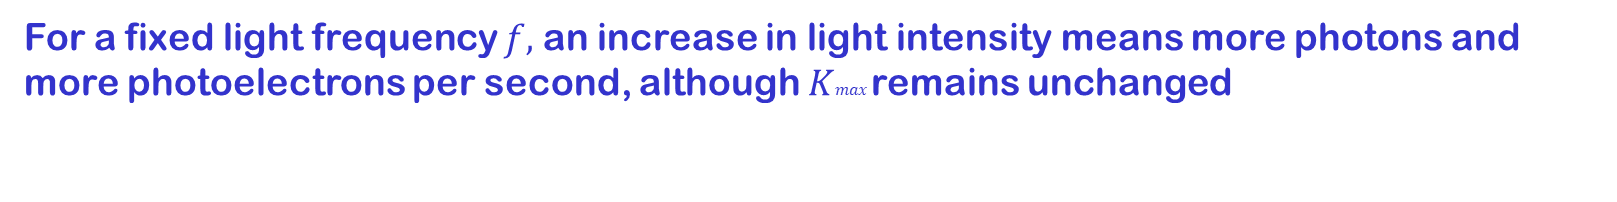 For a fixed light frequency f, an increase in light intensity means more photons and
more photoelectrons per second, although K max remains unchanged